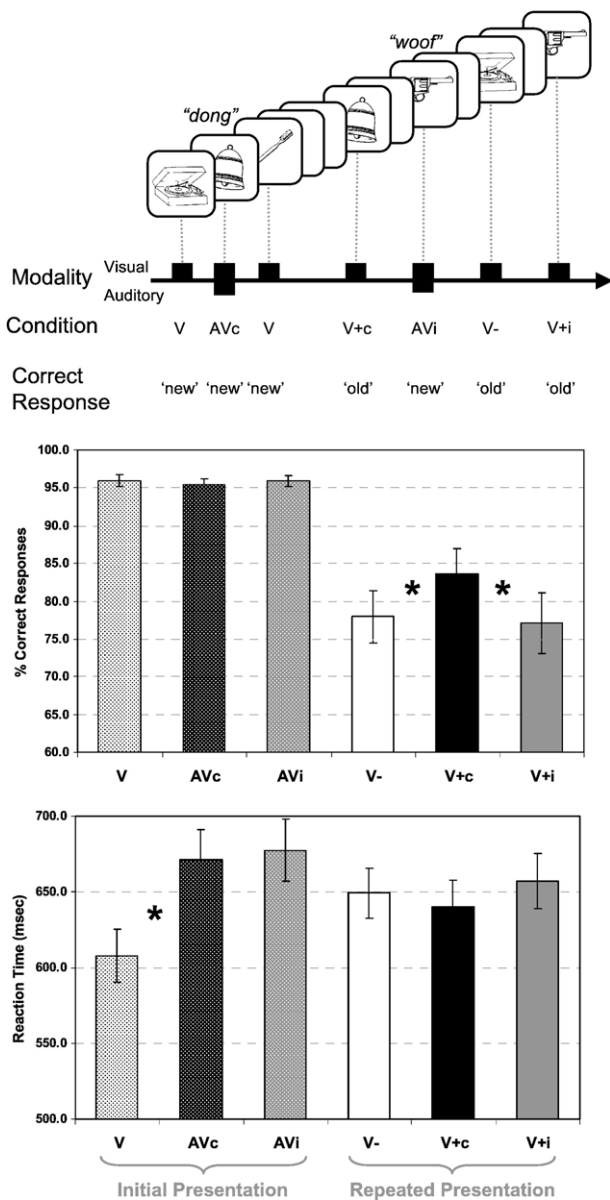 "woof"
"dong"
Modality Visual
Auditory
Condition V AVc V V+c AVi V- V+i
Correct
Response 'new' 'new' 'new' 'old' 'new' 'old' 'old'
100.0
95.0
90.0
85.0
80.0
75.0
70.0
65.0
60.0
% Correct Responses
* *
V AVc AVi V- V+c V+i
700.0
650.0
600.0
550.0
500.0
Reaction Time (msec)
*
V AVc AVi V- V+c V+i
Initial Presentation Repeated Presentation